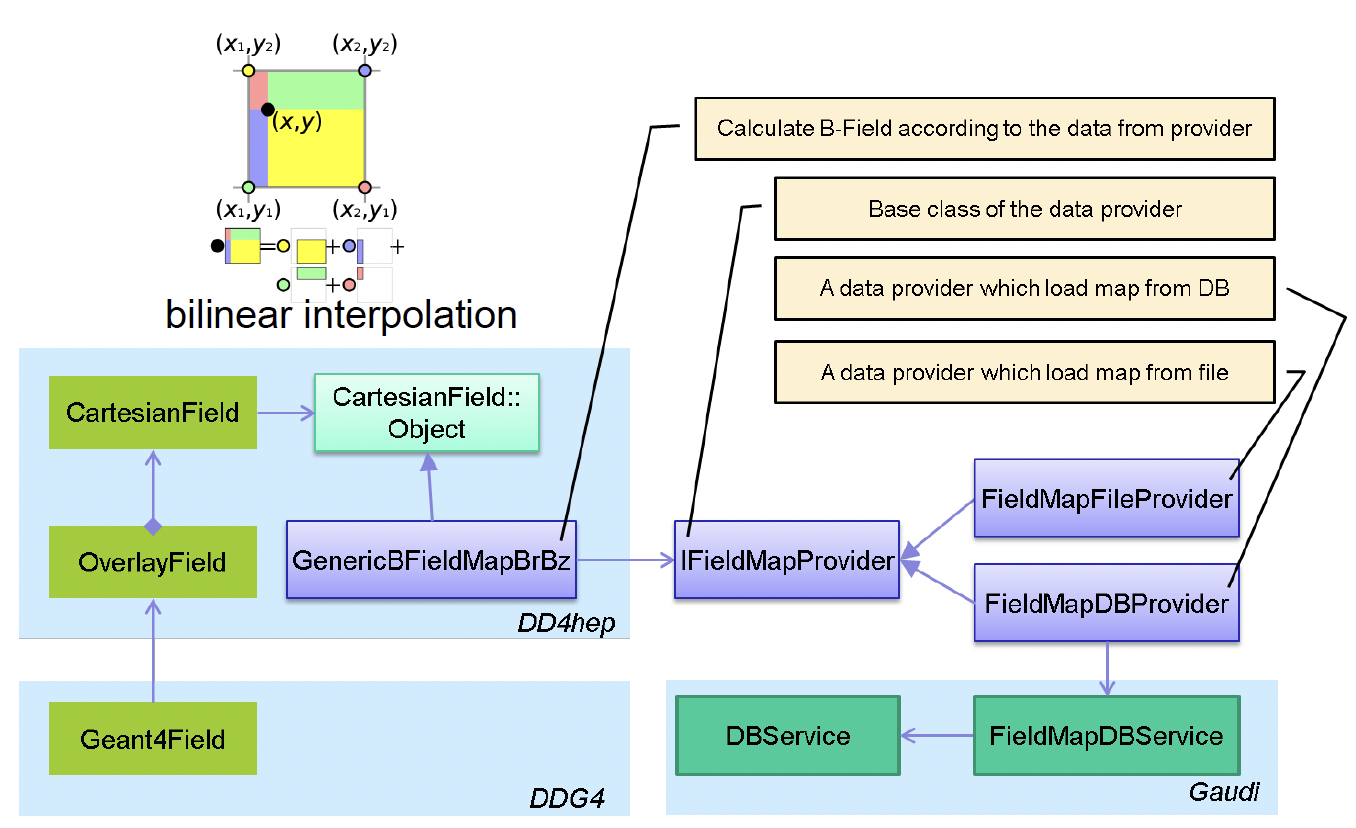 (x₁,y₂) (x₂,y₂)
(x,y)
(x₁,y₁) (x₂,y₁)
= + +
+
bilinear interpolation
Calculate B-Field according to the data from provider
Base class of the data provider
A data provider which load map from DB
A data provider which load map from file
CartesianField
CartesianField::
Object
OverlayField
GenericBFieldMapBrBz
DD4hep
IFieldMapProvider
FieldMapFileProvider
FieldMapDBProvider
Geant4Field
DDG4
DBService
FieldMapDBService
Gaudi